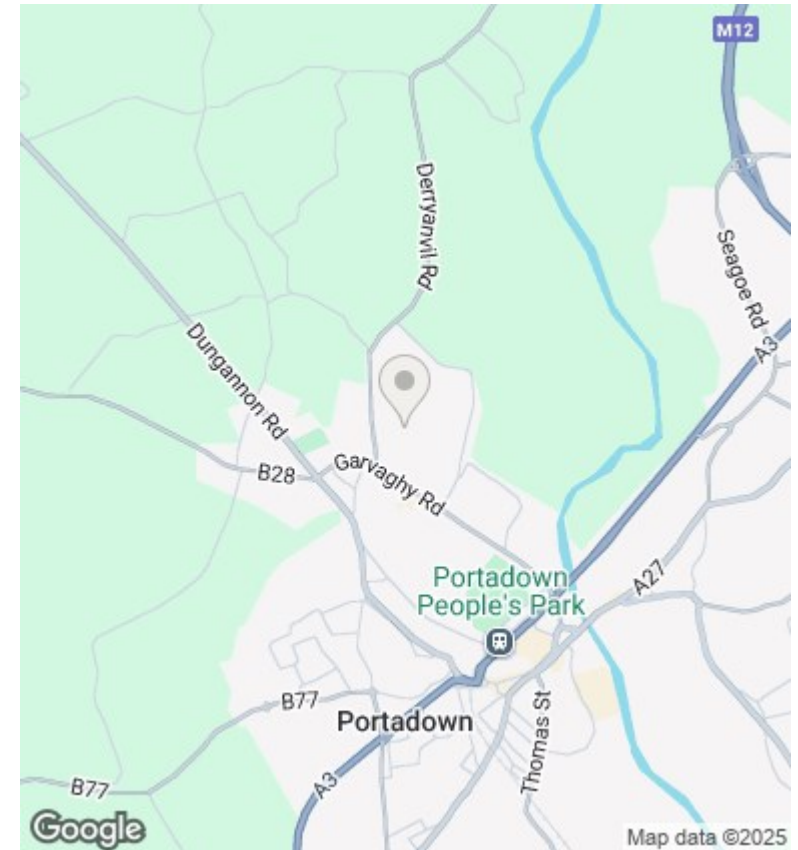 M12
Derryanvil Rd
Seagoe Rd
A3
Dungannon Rd
B28
Garvaghy Rd
Portadown
People's Park
A27
B77
Portadown
Thomas St
B77
A3
Google
Map data ©2025